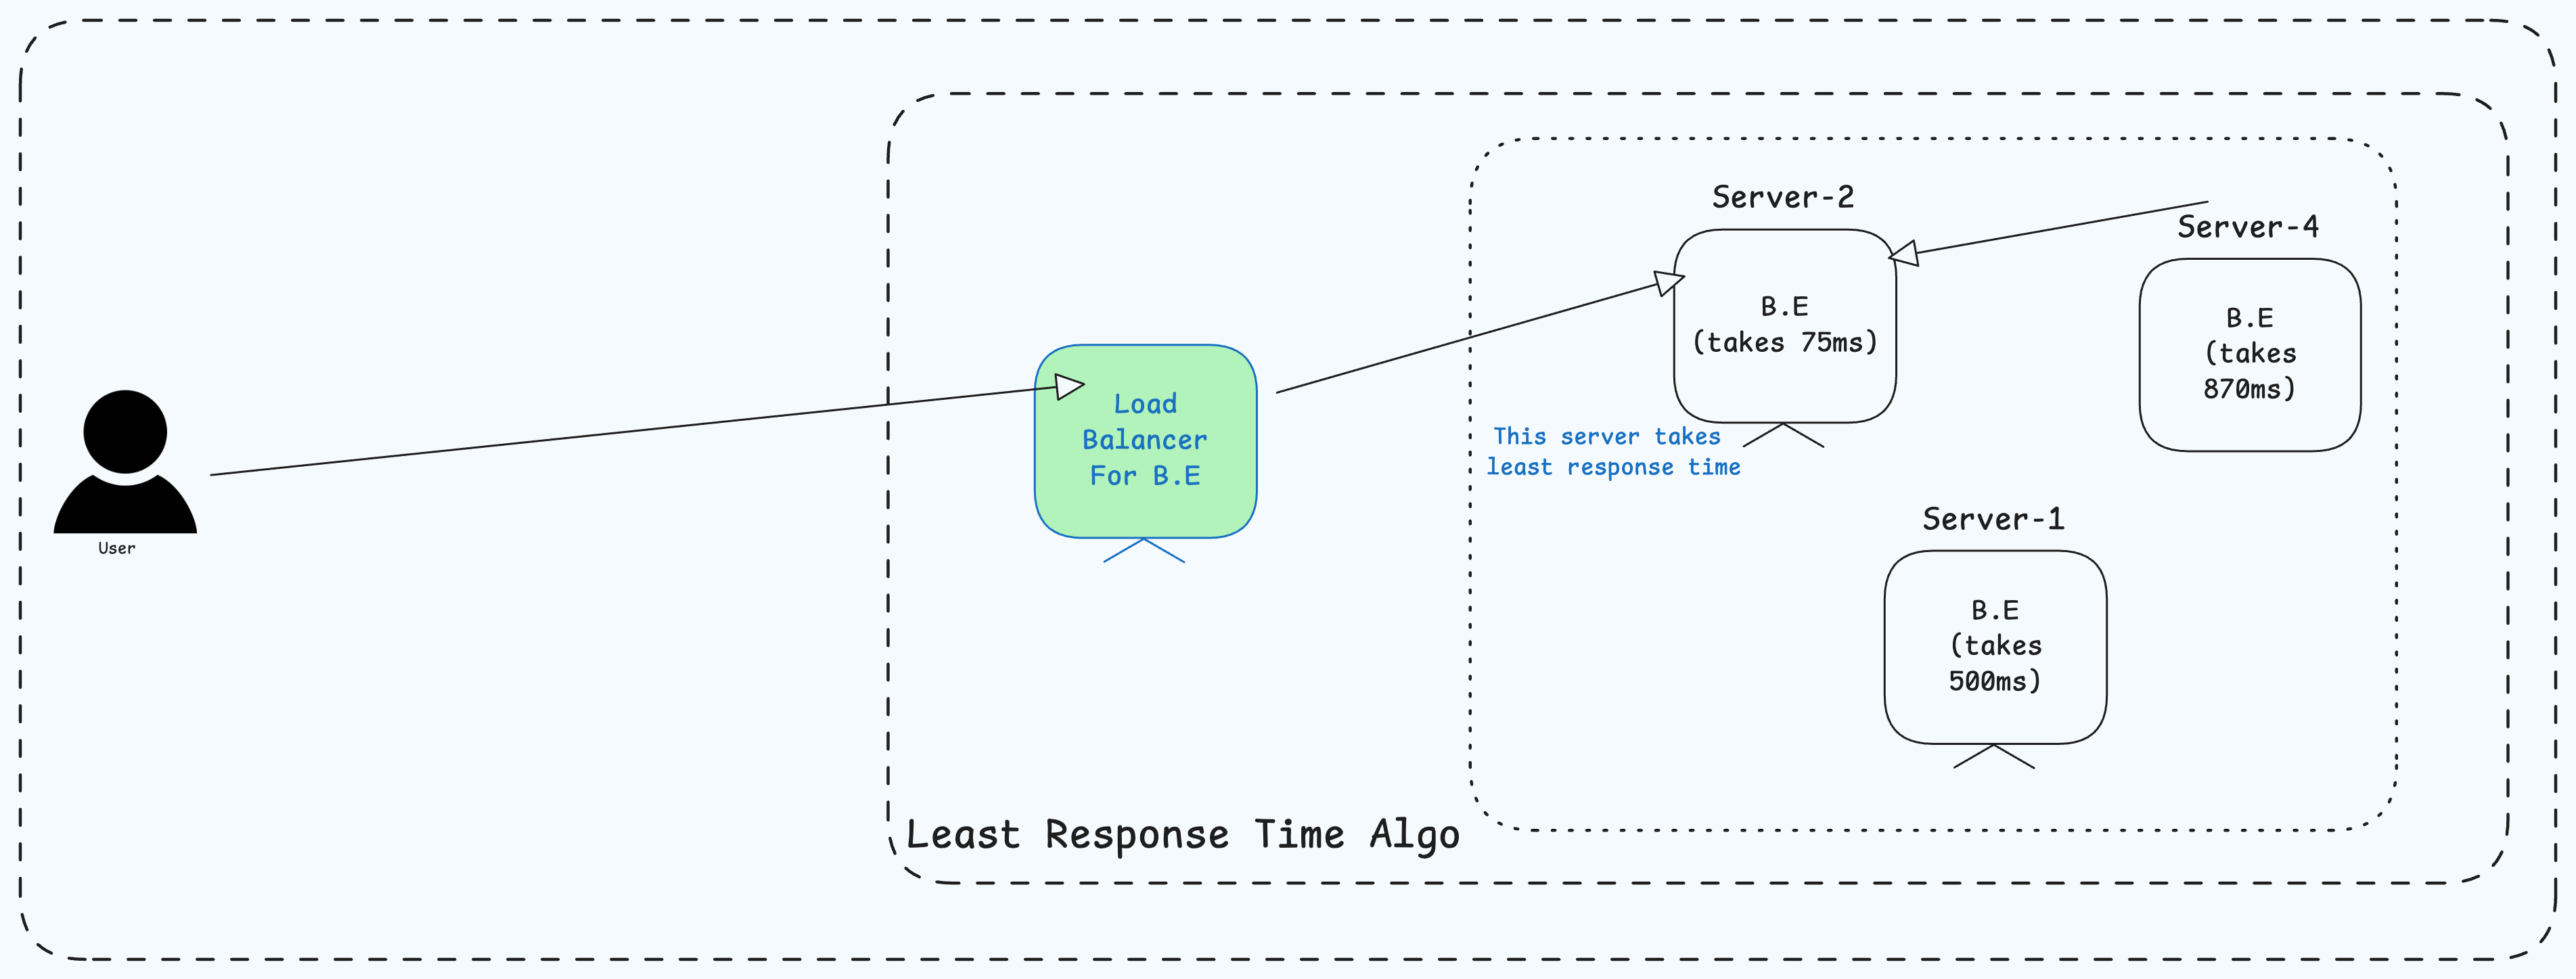 User
Load
Balancer
For B.E
Least Response Time Algo
Server-2
B.E
(takes 75ms)
This server takes
least response time
Server-4
B.E
(takes
870ms)
Server-1
B.E
(takes
500ms)